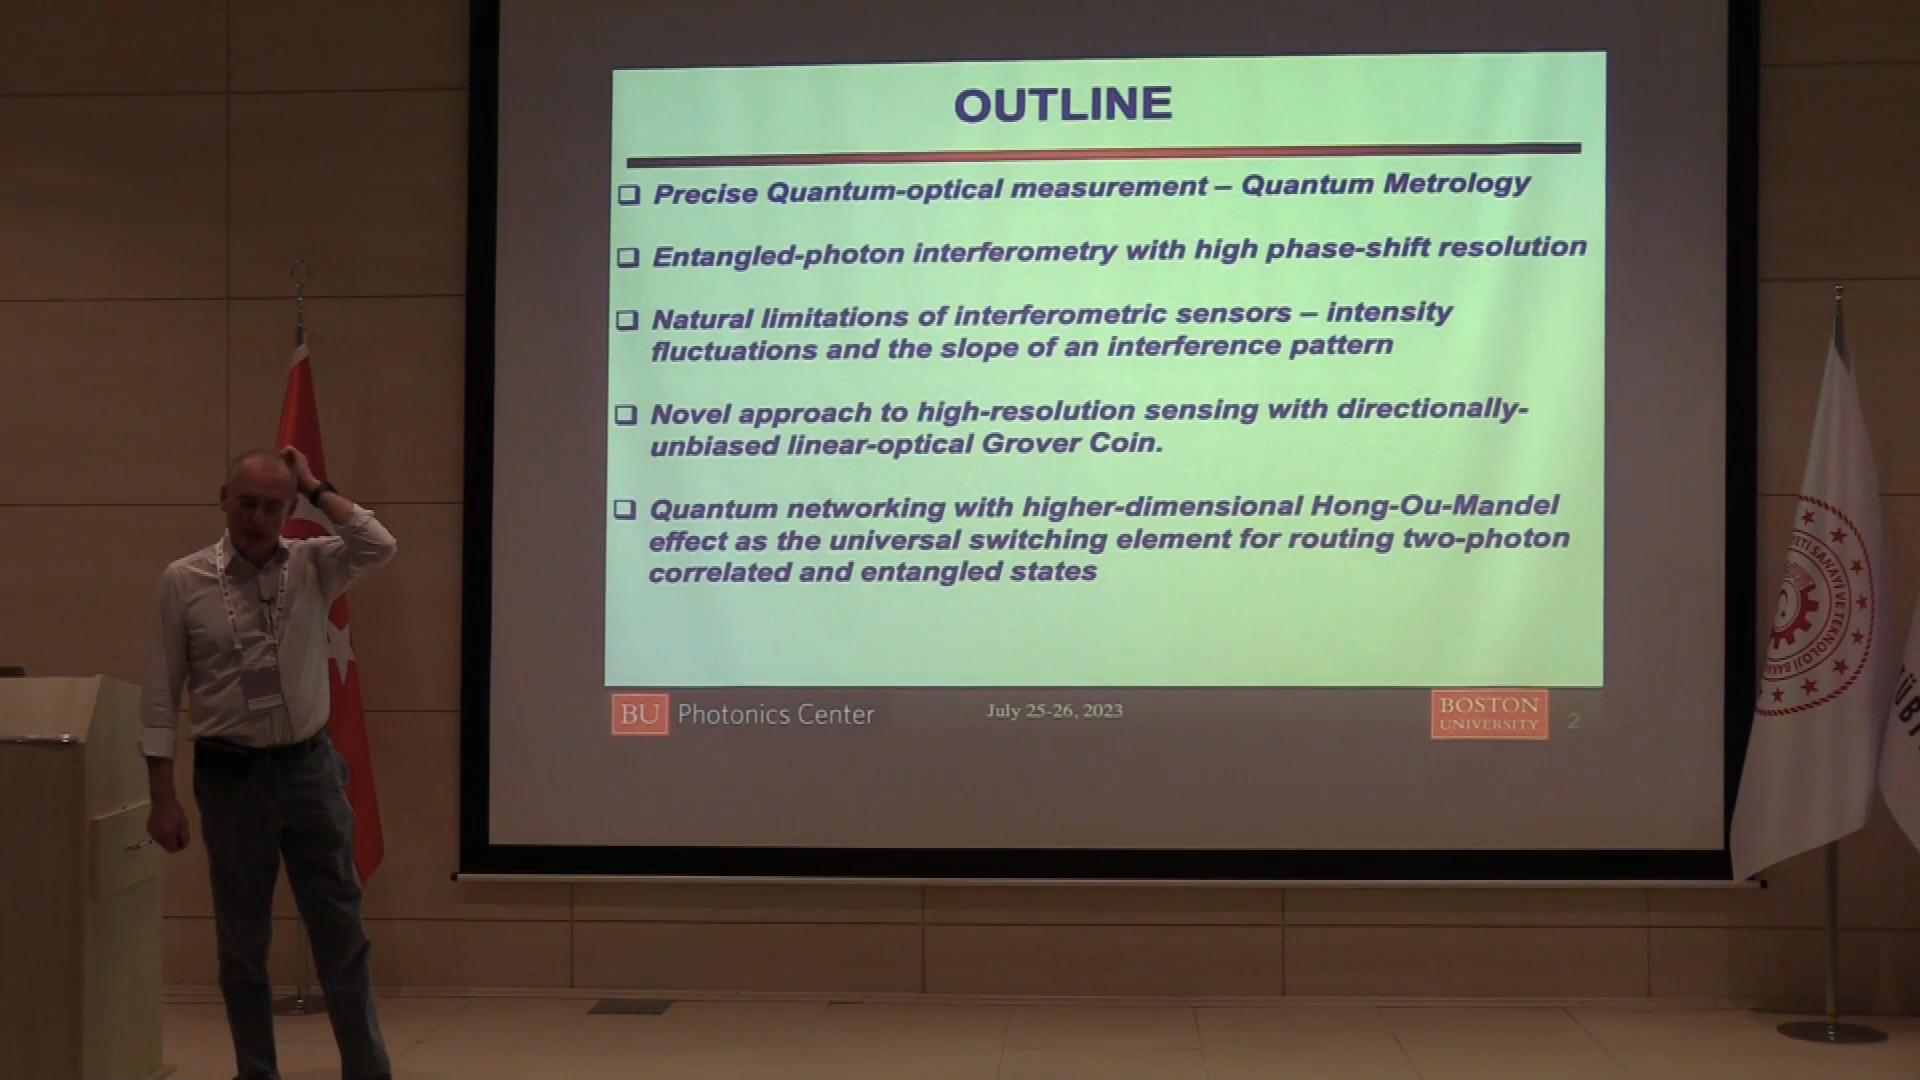 OUTLINE
Precise Quantum-optical measurement – Quantum Metrology
Entangled-photon interferometry with high phase-shift resolution
Natural limitations of interferometric sensors – intensity
fluctuations and the slope of an interference pattern
Novel approach to high-resolution sensing with directionally-
unbiased linear-optical Grover Coin.
Quantum networking with higher-dimensional Hong-Ou-Mandel
effect as the universal switching element for routing two-photon
correlated and entangled states
BU Photonics Center
July 25-26, 2023
BOSTON
UNIVERSITY
2
SANAYİ VE TEKNOLOJİ